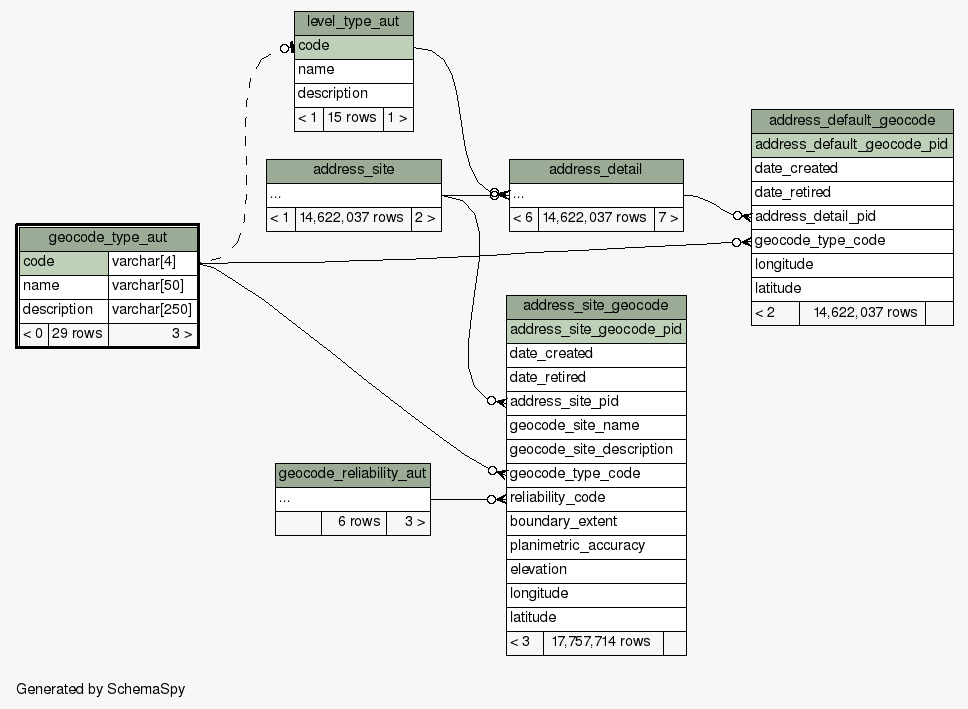 level_type_aut
code
name
description
< 1 15 rows 1 >
address_site
...
< 1 14,622,037 rows 2 >
address_detail
...
< 6 14,622,037 rows 7 >
address_default_geocode
address_default_geocode_pid
date_created
date_retired
address_detail_pid
geocode_type_code
longitude
latitude
< 2 14,622,037 rows
geocode_type_aut
code varchar[4]
name varchar[50]
description varchar[250]
< 0 29 rows 3 >
address_site_geocode
address_site_geocode_pid
date_created
date_retired
address_site_pid
geocode_site_name
geocode_site_description
geocode_type_code
reliability_code
boundary_extent
planimetric_accuracy
elevation
longitude
latitude
< 3 17,757,714 rows
geocode_reliability_aut
...
6 rows 3 >
Generated by SchemaSpy